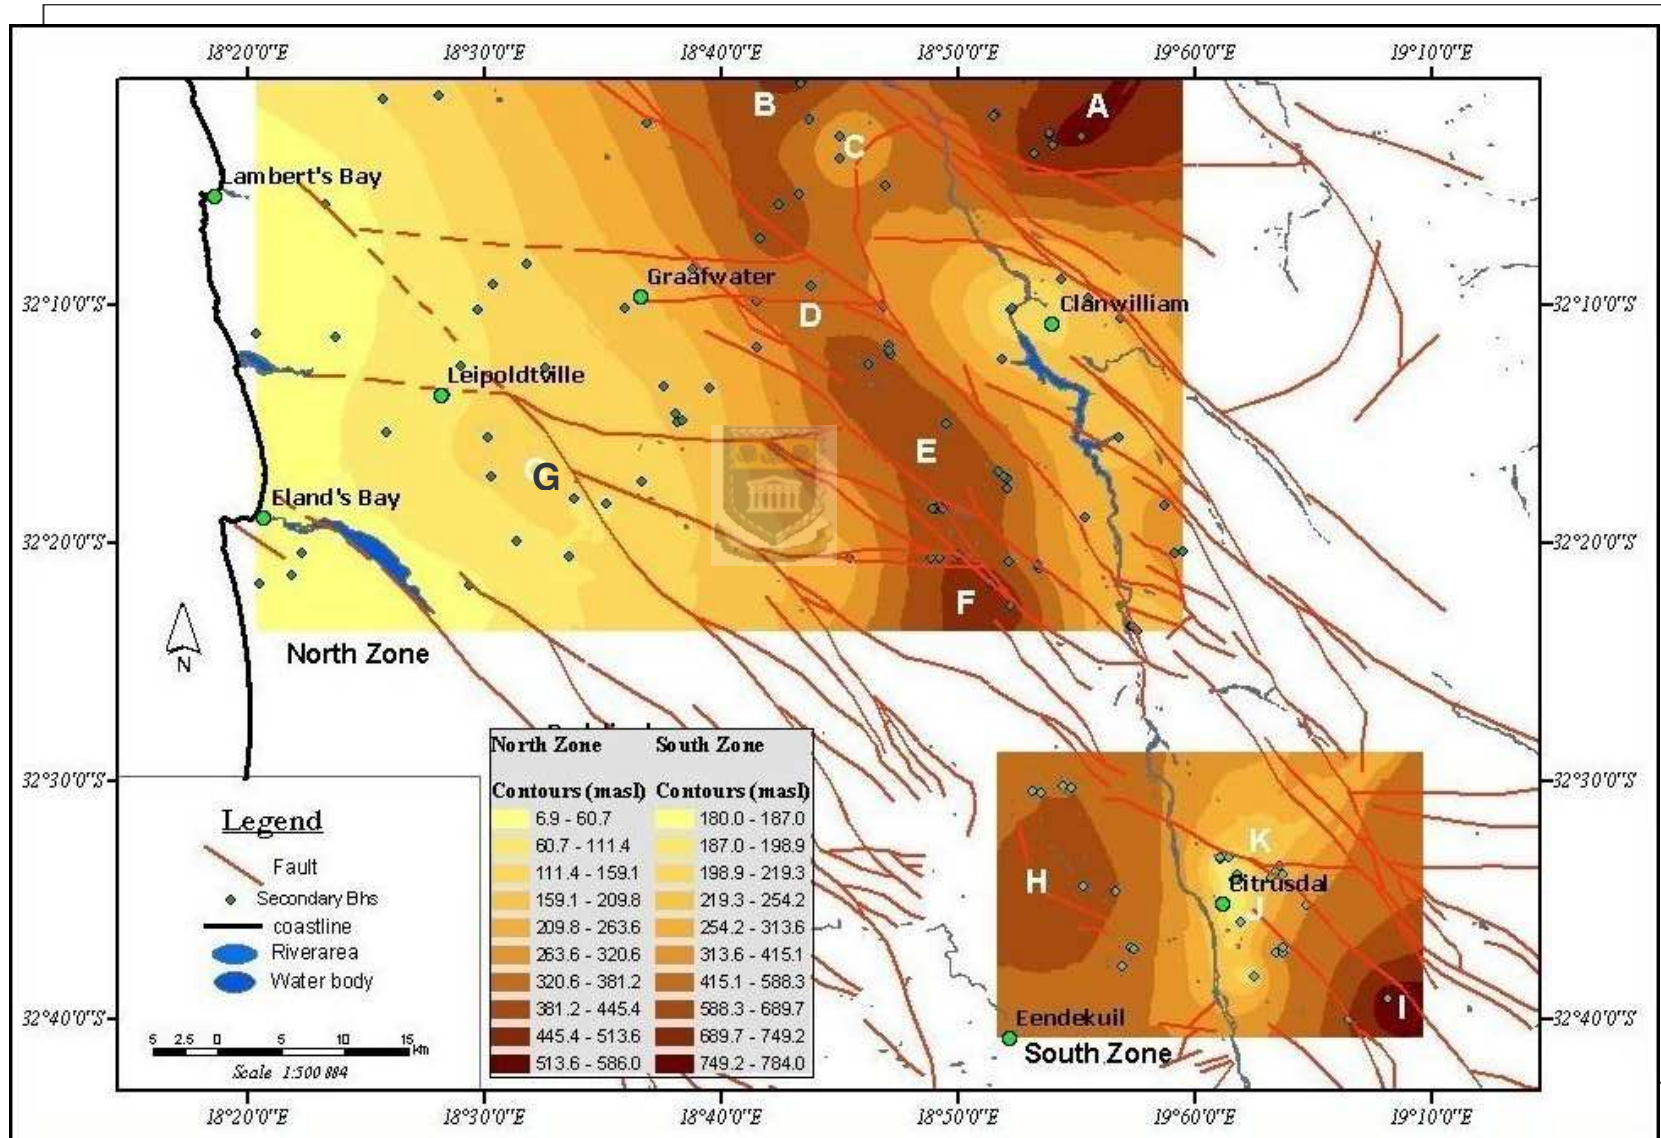 18°20'0"E 18°30'0"E 18°40'0"E 18°50'0"E 19°60'0"E 19°10'0"E
B
A
C
Lambert's Bay
Graafwater
32°10'0"S
D
Clanwilliam
32°10'0"S
Leipoldtville
E
G
Eland's Bay
32°20'0"S
32°20'0"S
F
N
North Zone
North Zone South Zone
Contours (masl) Contours (masl)
6.9 - 60.7 180.0 - 187.0
60.7 - 111.4 187.0 - 198.9
111.4 - 159.1 198.9 - 219.3
159.1 - 209.8 219.3 - 254.2
209.8 - 263.6 254.2 - 313.6
263.6 - 320.6 313.6 - 415.1
320.6 - 381.2 415.1 - 588.3
381.2 - 445.4 588.3 - 689.7
445.4 - 513.6 689.7 - 749.2
513.6 - 586.0 749.2 - 784.0
32°30'0"S
32°30'0"S
Legend
Fault
Secondary Bhs
coastline
Riverarea
Water body
K
H
Citrusdal
J
I
32°40'0"S
32°40'0"S
Eendekuil
South Zone
5 2.5 0 5 10 15
km
Scale 1:500 884
18°20'0"E 18°30'0"E 18°40'0"E 18°50'0"E 19°60'0"E 19°10'0"E